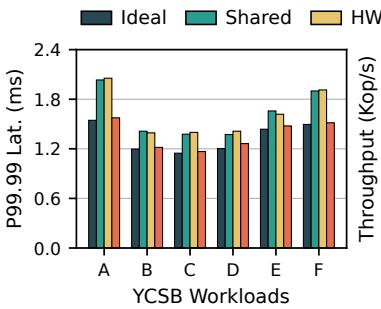 Ideal Shared HW
P99.99 Lat. (ms)
2.4
1.8
1.2
0.6
0.0
A B C D E F
YCSB Workloads
Throughput (Kop/s)